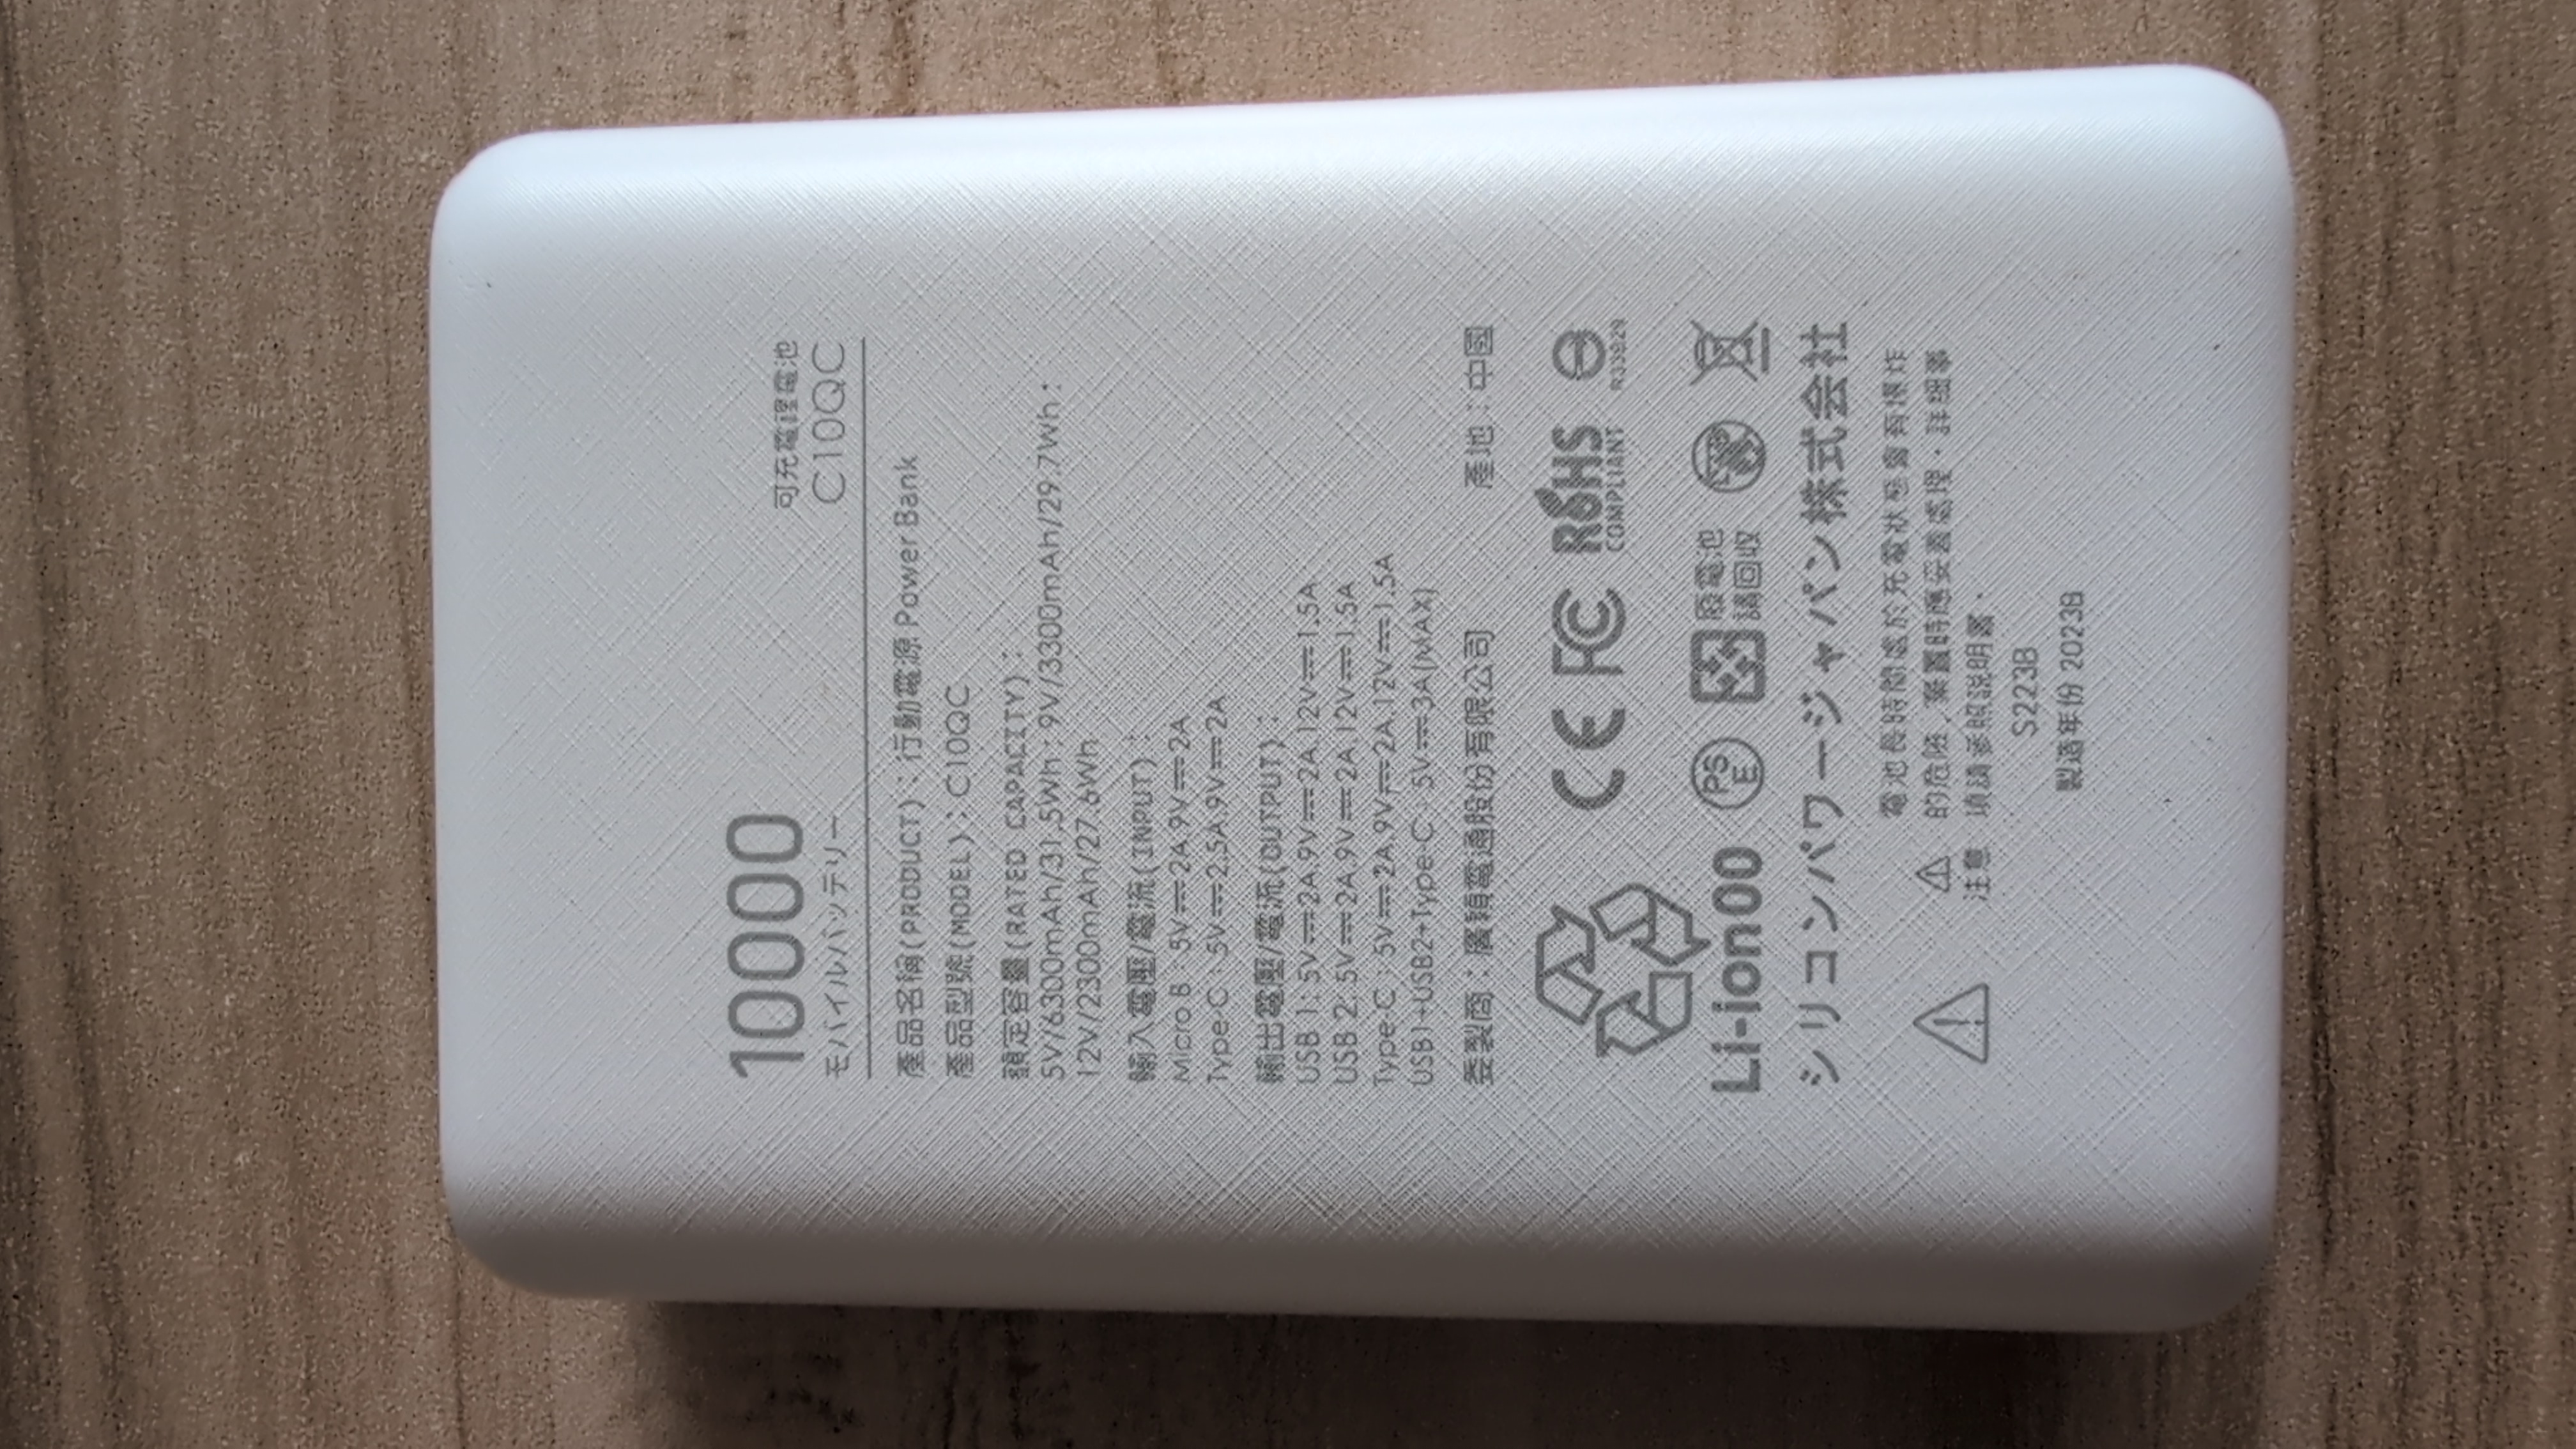 10000
モバイルバッテリー
可充電鋰電池
C10QC
產品名稱(PRODUCT)：行動電源 Power Bank
產品型號(MODEL)：C10QC
額定容量(RATED CAPACITY)：
5V/6300mAh/31.5Wh；9V/3300mAh/29.7Wh；
12V/2300mAh/27.6Wh
輸入電壓/電流(INPUT)：
Micro B：5V⎓2A,9V⎓2A
Type-C：5V⎓2.5A,9V⎓2A
輸出電壓/電流(OUTPUT)：
USB 1：5V⎓2A,9V⎓2A,12V⎓1.5A
USB 2：5V⎓2A,9V⎓2A,12V⎓1.5A
Type-C：5V⎓2A,9V⎓2A,12V⎓1.5A
USB1+USB2+Type-C：5V⎓3A(MAX)
委製商：廣穎電通股份有限公司 產地：中國
CE FC RoHS
COMPLIANT
R33B29
Li-ion00
PS
E
廢電池
請回收
シリコンパワージャパン株式会社
電池長時間處於充電狀態會有爆炸
的危險，棄置時應妥善處理，詳細事
注意 項請參照說明書。
S223B
製造年份 2023B